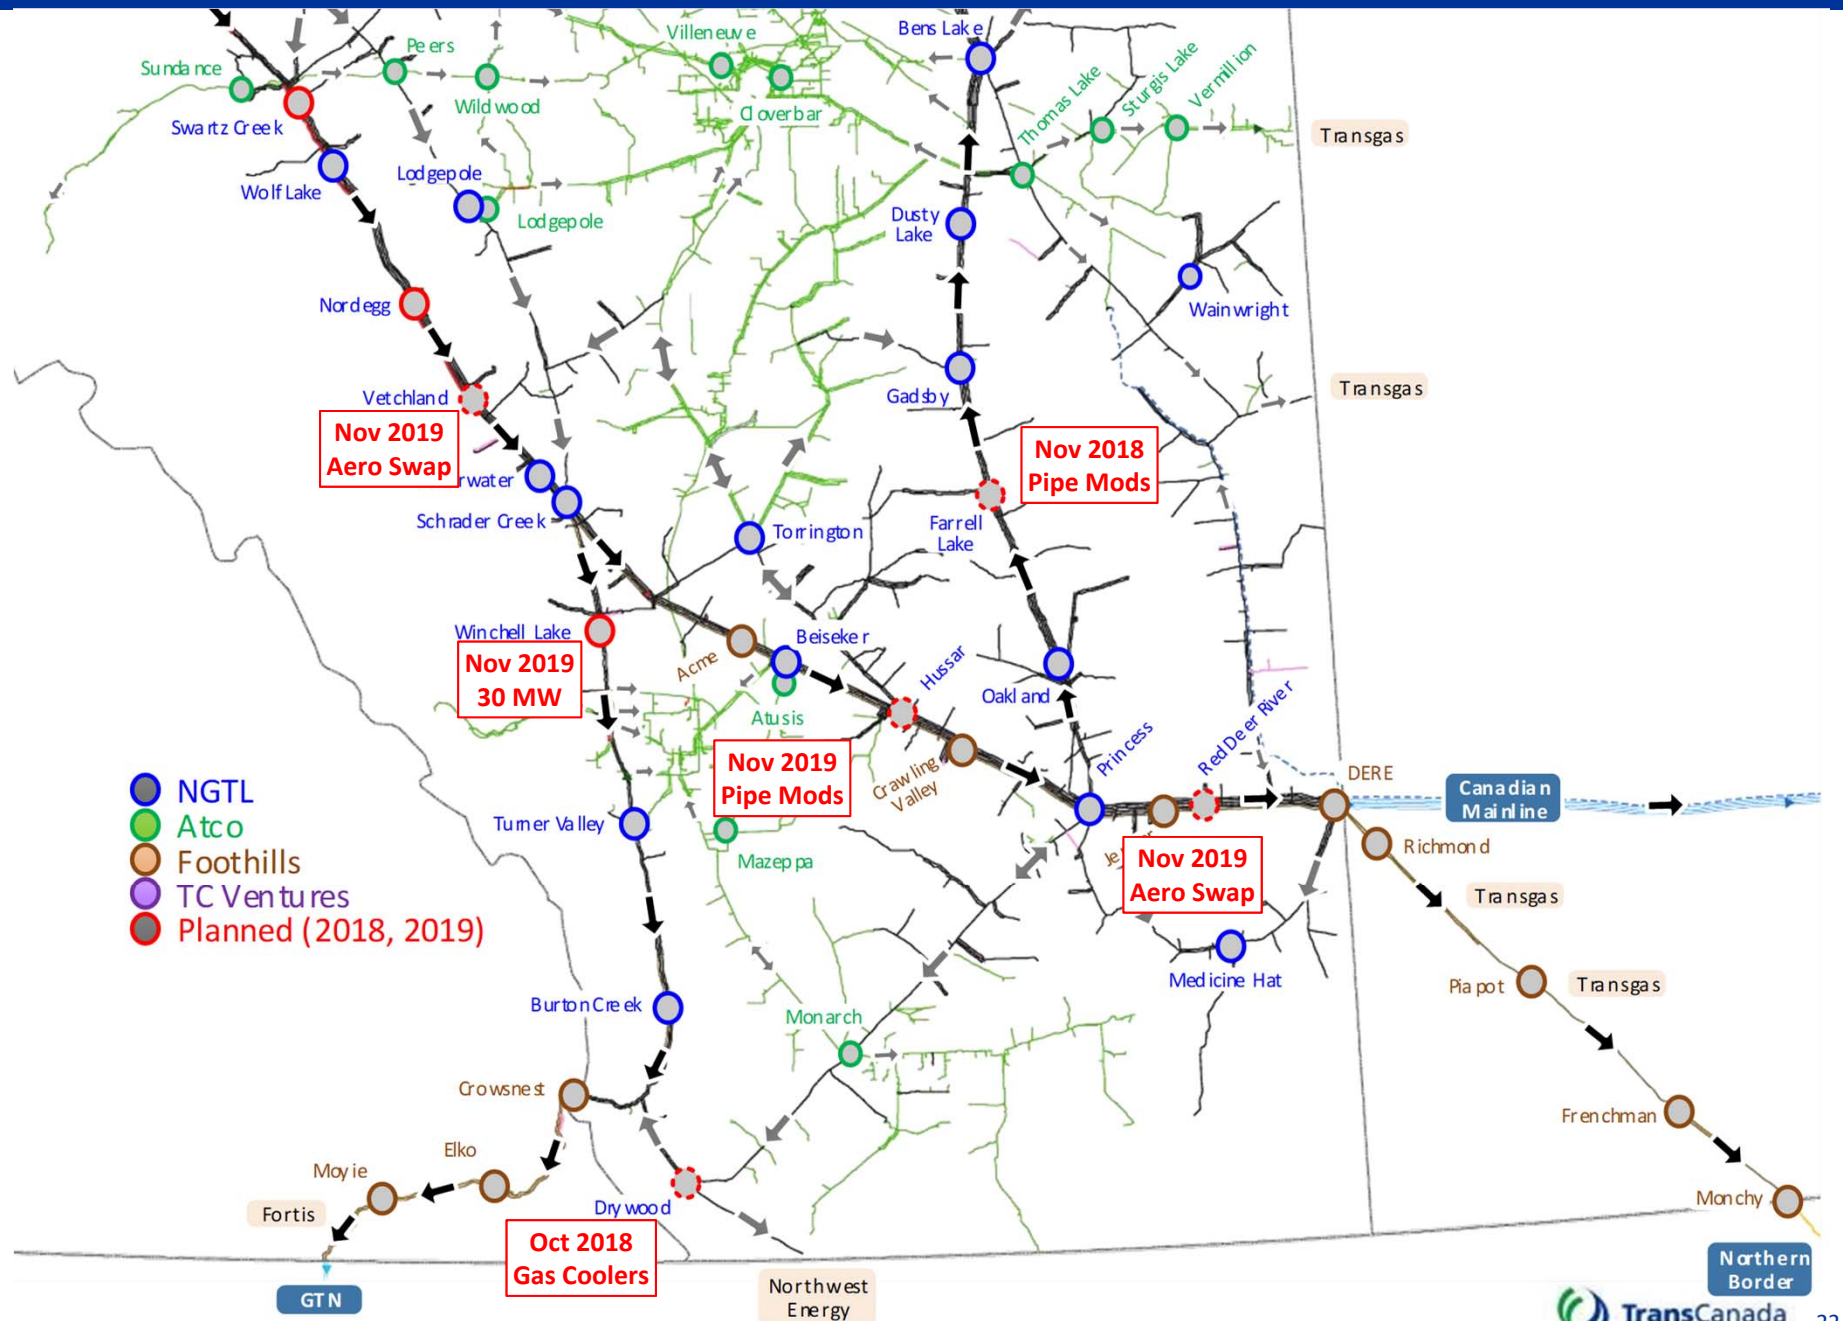 Bens Lake
Villeneuve
Peers
Sundance
Wildwood
Cloverbar
Thomas Lake
Sturgis Lake
Vermillion
Transgas
Swartz Creek
Wolf Lake
Lodgepole
Lodgepole
Dusty
Lake
Wainwright
Nordegg
Vetchland
Gadsby
Transgas
Nov 2019
Aero Swap
Nov 2018
Pipe Mods
rwater
Schrader Creek
Torrington
Farrell
Lake
Winchell Lake
Nov 2019
30 MW
Acme
Beiseker
Hussar
Oakland
Atusis
Princess
Red Deer River
Nov 2019
Pipe Mods
Crawling
Valley
DERE
Canadian
Mainline
NGTL
Atco
Foothills
TC Ventures
Planned (2018, 2019)
Turner Valley
Mazeppa
Je
Nov 2019
Aero Swap
Richmond
Transgas
Medicine Hat
Piapot
Transgas
Burton Creek
Monarch
Crowsnest
Frenchman
Elko
Moyie
Fortis
Drywood
Monchy
Oct 2018
Gas Coolers
GTN
Northwest
Energy
Northern
Border
TransCanada